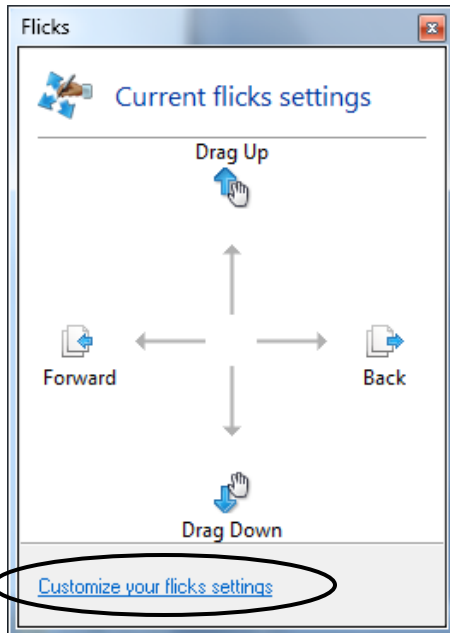 Flicks
Current flicks settings
Drag Up
Forward
Back
Drag Down
Customize your flicks settings